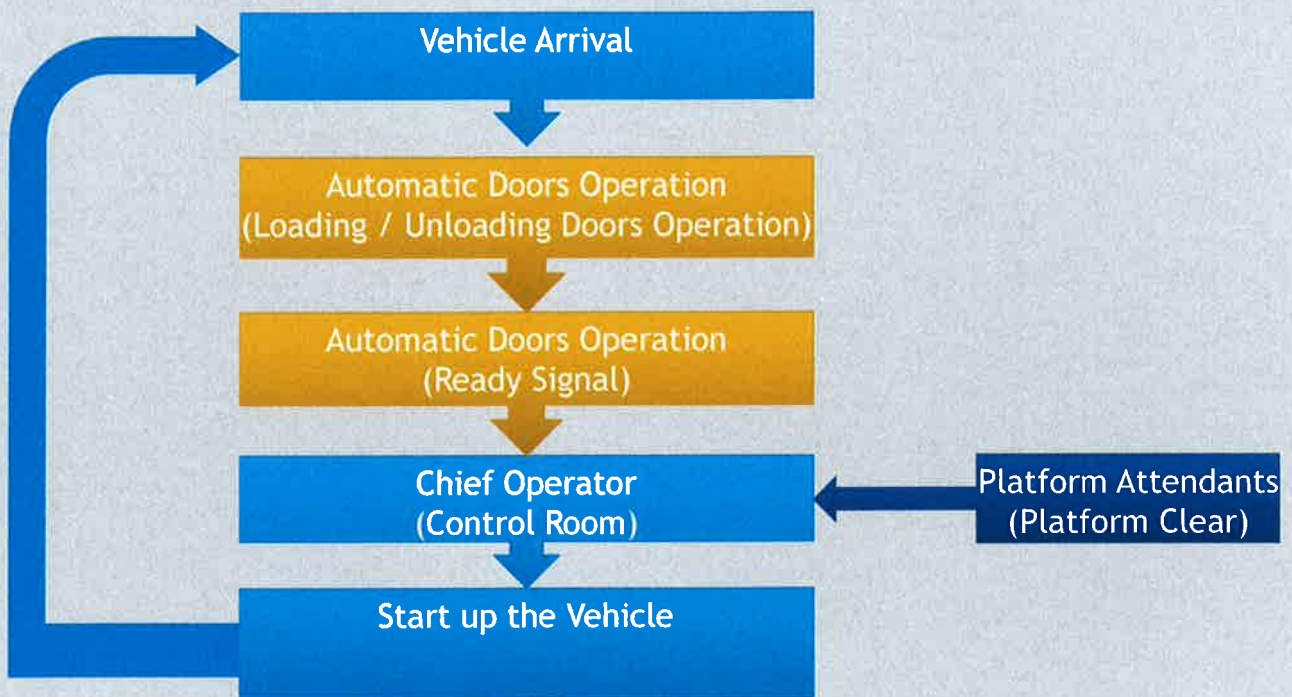 Vehicle Arrival
Automatic Doors Operation
(Loading / Unloading Doors Operation)
Automatic Doors Operation
(Ready Signal)
Chief Operator
(Control Room)
Platform Attendants
(Platform Clear)
Start up the Vehicle